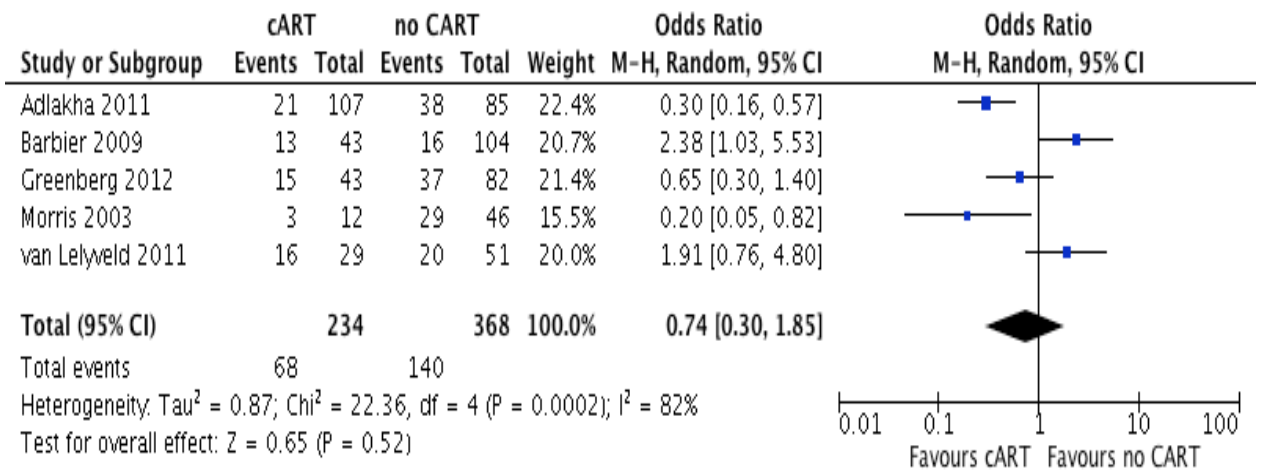 cART no CART Odds Ratio Odds Ratio
Study or Subgroup Events Total Events Total Weight M-H, Random, 95% CI M-H, Random, 95% CI
Adlakha 2011 21 107 38 85 22.4% 0.30 [0.16, 0.57]
Barbier 2009 13 43 16 104 20.7% 2.38 [1.03, 5.53]
Greenberg 2012 15 43 37 82 21.4% 0.65 [0.30, 1.40]
Morris 2003 3 12 29 46 15.5% 0.20 [0.05, 0.82]
van Lelyveld 2011 16 29 20 51 20.0% 1.91 [0.76, 4.80]
Total (95% CI) 234 368 100.0% 0.74 [0.30, 1.85]
Total events 68 140
Heterogeneity: Tau² = 0.87; Chi² = 22.36, df = 4 (P = 0.0002); I² = 82%
Test for overall effect: Z = 0.65 (P = 0.52)
0.01 0.1 1 10 100
Favours cART Favours no CART